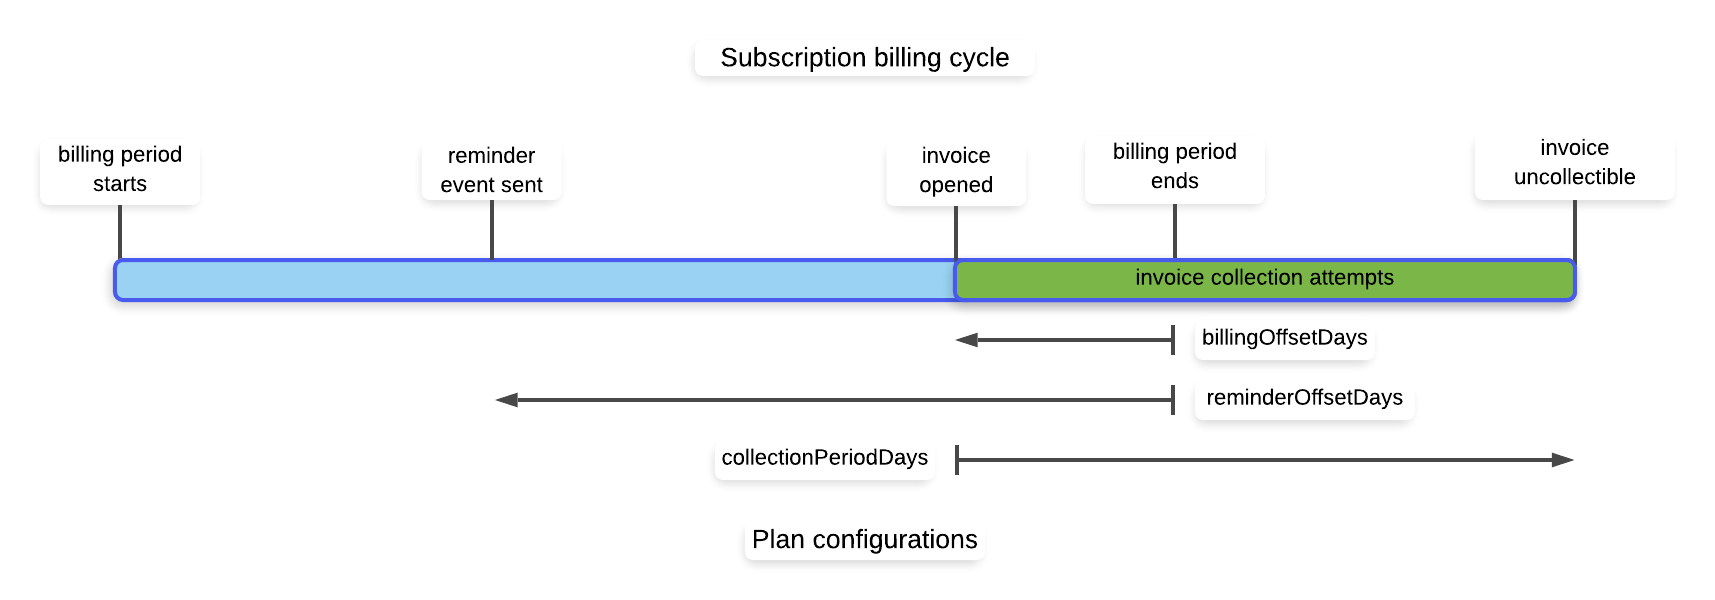 Subscription billing cycle
billing period
starts
reminder
event sent
invoice
opened
billing period
ends
invoice
uncollectible
invoice collection attempts
billingOffsetDays
reminderOffsetDays
collectionPeriodDays
Plan configurations